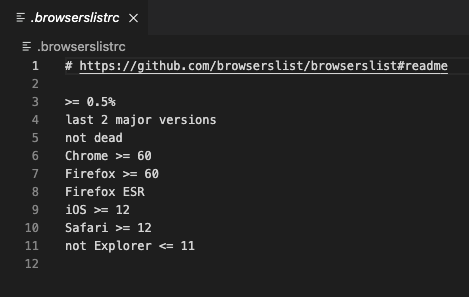 .browserslistrc
.browserslistrc
1 # https://github.com/browserslist/browserslist#readme
2
3 >= 0.5%
4 last 2 major versions
5 not dead
6 Chrome >= 60
7 Firefox >= 60
8 Firefox ESR
9 iOS >= 12
10 Safari >= 12
11 not Explorer <= 11
12